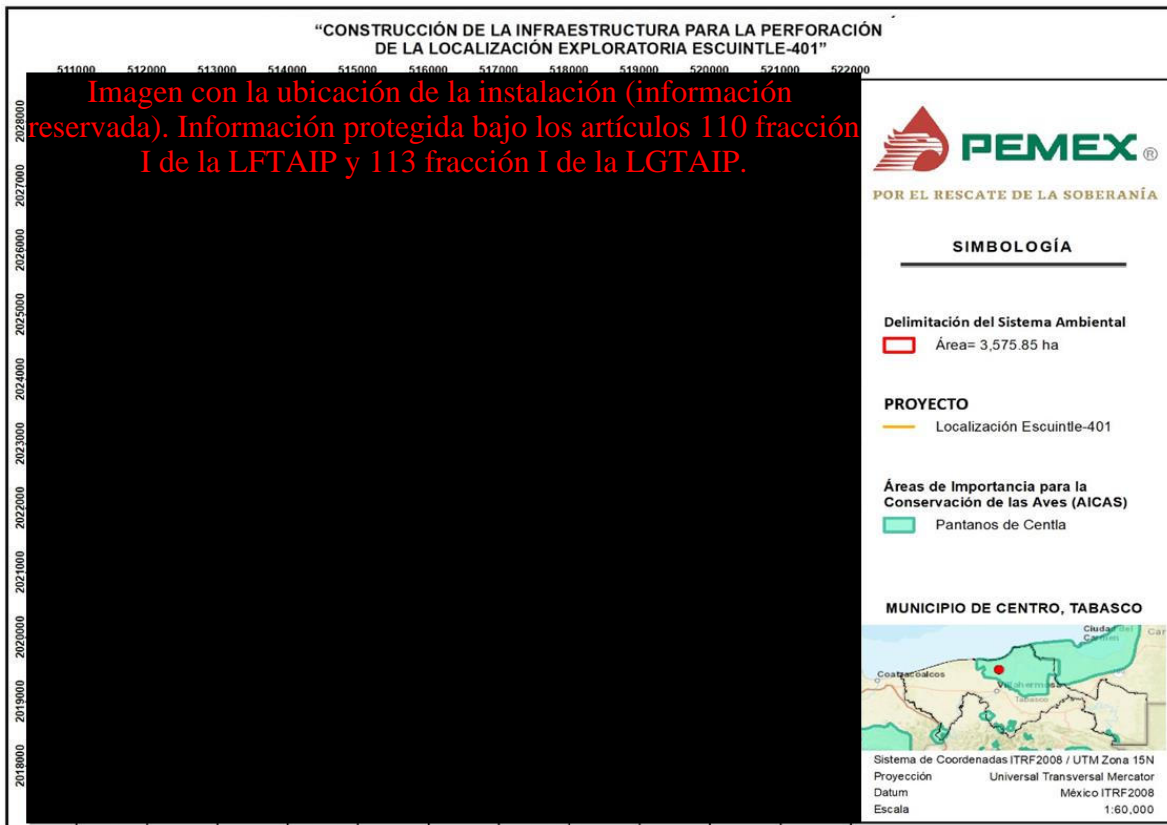 “CONSTRUCCIÓN DE LA INFRAESTRUCTURA PARA LA PERFORACIÓN
DE LA LOCALIZACIÓN EXPLORATORIA ESCUINTLE-401”
511000 512000 513000 514000 515000 516000 517000 518000 519000 520000 521000 522000
Imagen con la ubicación de la instalación (información
reservada). Información protegida bajo los artículos 110 fracción
I de la LFTAIP y 113 fracción I de la LGTAIP.
2028000
2027000
2026000
2025000
2024000
2023000
2022000
2021000
2020000
2019000
2018000
PEMEX ®
POR EL RESCATE DE LA SOBERANÍA
SIMBOLOGÍA
Delimitación del Sistema Ambiental
Área= 3,575.85 ha
PROYECTO
Localización Escuintle-401
Áreas de Importancia para la
Conservación de las Aves (AICAS)
Pantanos de Centla
MUNICIPIO DE CENTRO, TABASCO
Ciudad del
Carmen
Coatzacoalcos
Villahermosa
Tabasco
Sistema de Coordenadas ITRF2008 / UTM Zona 15N
Proyección Universal Transversal Mercator
Datum México ITRF2008
Escala 1:60,000